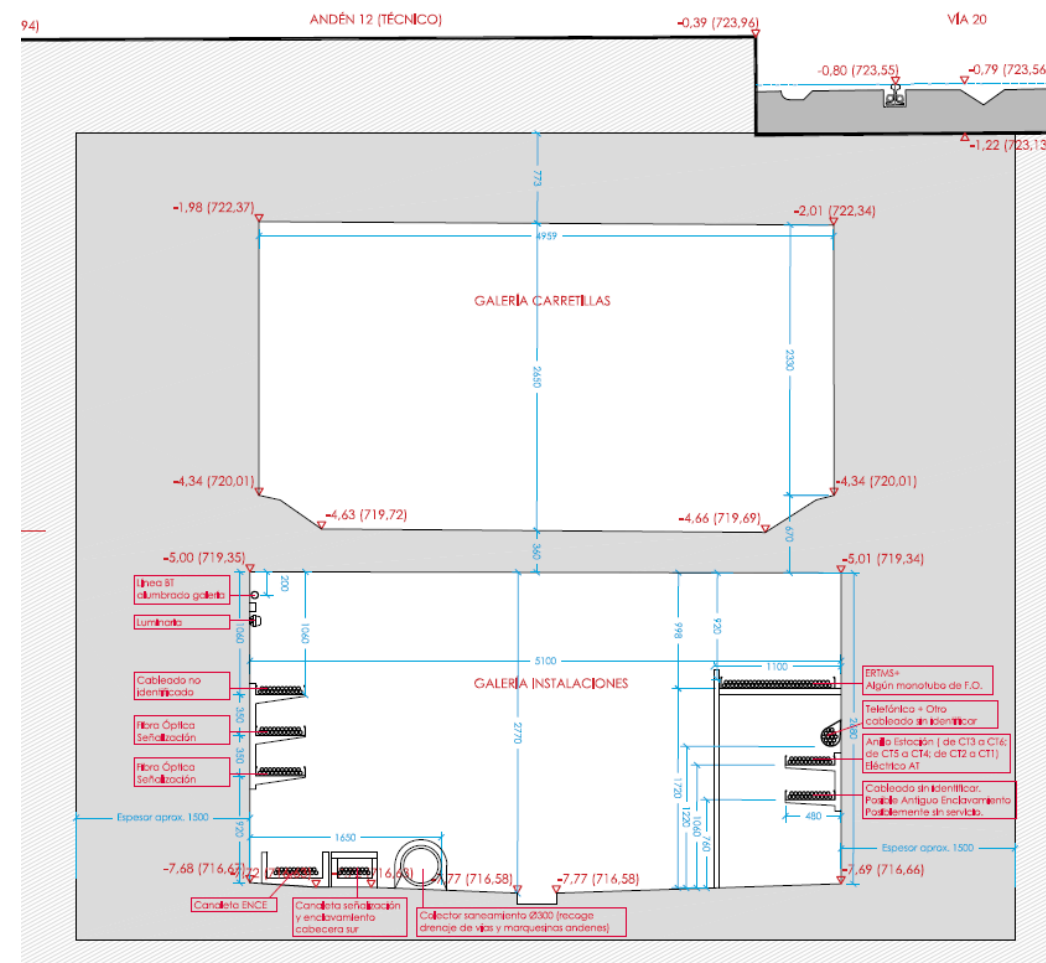 94)
ANDÉN 12 (TÉCNICO)
-0,39 (723,96)
VÍA 20
-0,80 (723,55)
-0,79 (723,56
-1,22 (723,13
773
-1,98 (722,37)
-2,01 (722,34)
4959
GALERÍA CARRETILLAS
2650
2330
-4,34 (720,01)
-4,34 (720,01)
-4,63 (719,72)
-4,66 (719,69)
360
670
-5,00 (719,35)
-5,01 (719,34)
Línea BT
alumbrado galería
200
Luminaria
1060
1060
998
920
5100
1100
Cableado no
identificado
GALERÍA INSTALACIONES
ERTMS+
Algún monotubo de F.O.
350
Fibra Óptica
Señalización
2770
Telefónica + Otro
cableado sin identificar
2680
350
Fibra Óptica
Señalización
Anillo Estación ( de CT3 a CT6;
de CT5 a CT4; de CT2 a CT1)
Eléctrico AT
1720
1220
1060
760
Cableado sin identificar.
Posible Antiguo Enclavamiento
Posiblemente sin servicio.
480
Espesor aprox. 1500
920
1650
Espesor aprox. 1500
-7,68 (716,67)
-7,77 (716,58)
-7,77 (716,58)
-7,69 (716,66)
Canaleta ENCE
Canaleta señalización
y enclavamiento
cabecera sur
Colector saneamiento Ø300 (recoge
drenaje de vias y marquesinas andenes)